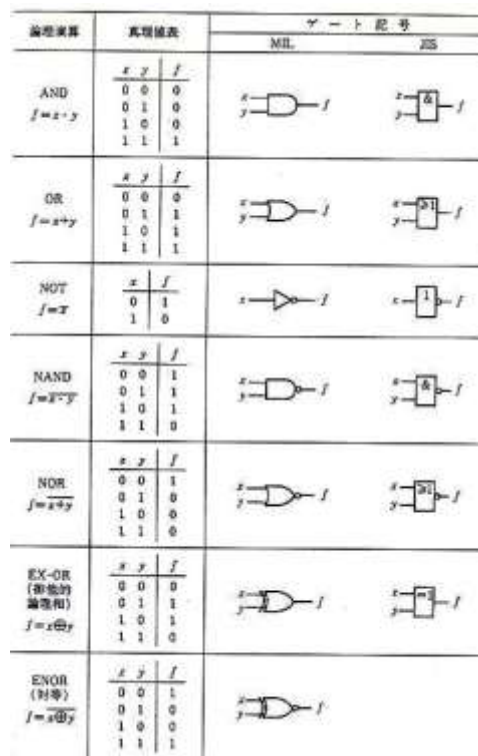 論理演算 真理値表 ゲート記号
MIL JIS
AND
f=x・y
x y f
0 0 0
0 1 0
1 0 0
1 1 1
x y f
x y & f
OR
f=x+y
x y f
0 0 0
0 1 1
1 0 1
1 1 1
x y f
x y ≥1 f
NOT
f=x̅
x f
0 1
1 0
x f
x 1 f
NAND
f=x̅・̅y̅
x y f
0 0 1
0 1 1
1 0 1
1 1 0
x y f
x y & f
NOR
f=x̅+̅y̅
x y f
0 0 1
0 1 0
1 0 0
1 1 0
x y f
x y ≥1 f
EX-OR
(排他的
論理和)
f=x⊕y
x y f
0 0 0
0 1 1
1 0 1
1 1 0
x y f
x y =1 f
ENOR
(対等)
f=x̅⊕̅y̅
x y f
0 0 1
0 1 0
1 0 0
1 1 1
x y f